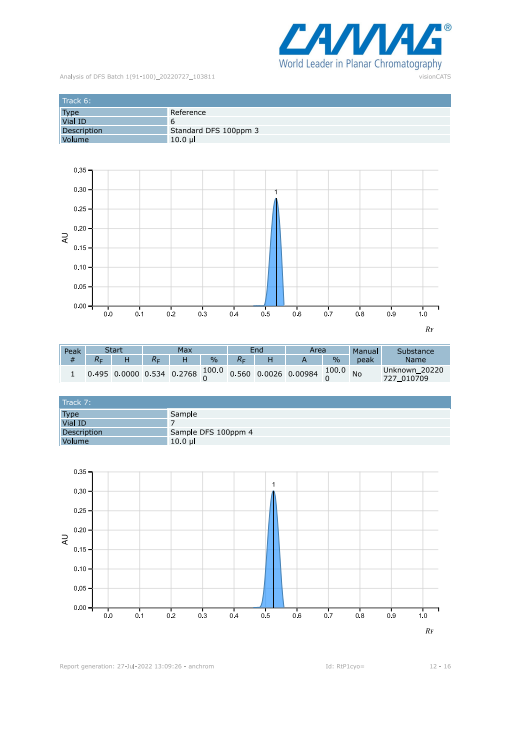 CAMAG®
World Leader in Planar Chromatography
Analysis of DFS Batch 1(91-100)_20220727_103811 visionCATS
Track 6:
Type Reference
Vial ID 6
Description Standard DFS 100ppm 3
Volume 10.0 µl
0.35
0.30
0.25
0.20
0.15
0.10
0.05
0.00
AU
1
0.0 0.1 0.2 0.3 0.4 0.5 0.6 0.7 0.8 0.9 1.0
RF
Peak # Start Max End Area Manual peak Substance Name
RF H RF H % RF H A %
1 0.495 0.0000 0.534 0.2768 100.00 0.560 0.0026 0.00984 100.00 No Unknown_20220727_010709
Track 7:
Type Sample
Vial ID 7
Description Sample DFS 100ppm 4
Volume 10.0 µl
0.35
0.30
0.25
0.20
0.15
0.10
0.05
0.00
AU
1
0.0 0.1 0.2 0.3 0.4 0.5 0.6 0.7 0.8 0.9 1.0
RF
Report generation: 27-Jul-2022 13:09:26 - anchrom Id: RtP1cyo= 12 - 16